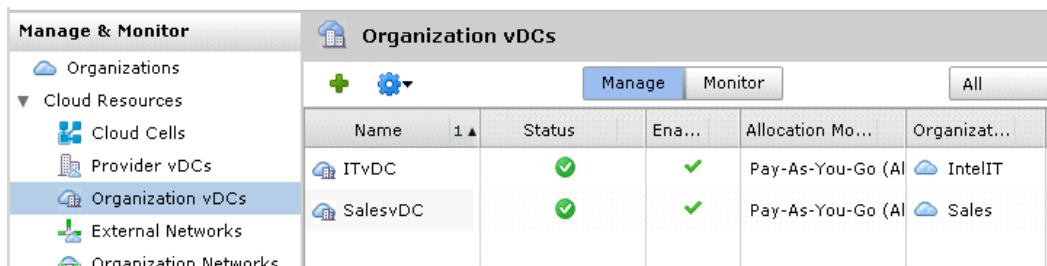 Manage & Monitor
Organizations
Cloud Resources
Cloud Cells
Provider vDCs
Organization vDCs
External Networks
Organization Networks
Organization vDCs
Manage Monitor All
Name 1 Status Ena... Allocation Mo... Organizat...
ITvDC Pay-As-You-Go (Al IntelIT
SalesvDC Pay-As-You-Go (Al Sales